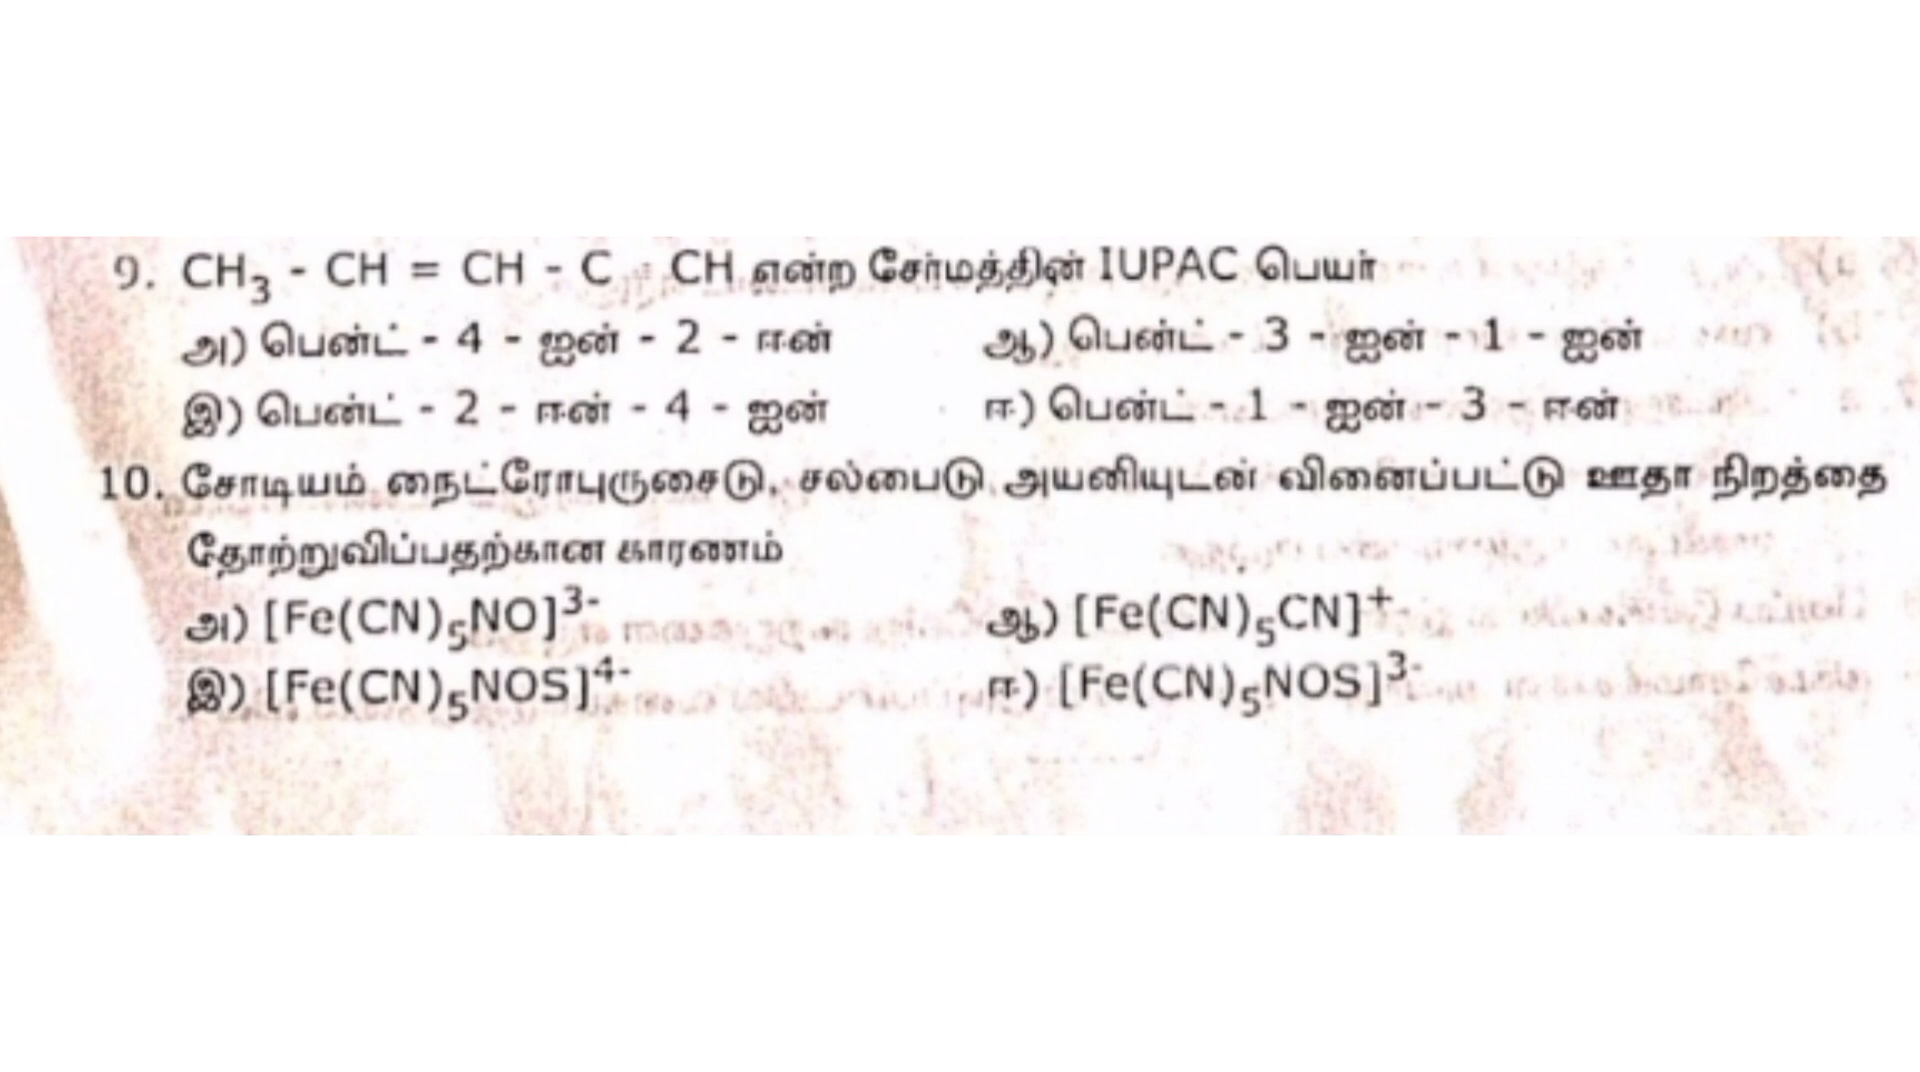 9. CH₃ - CH = CH - C CH என்ற சேர்மத்தின் IUPAC பெயர்
அ) பென்ட் - 4 - ஐன் - 2 - ஈன் ஆ) பென்ட் - 3 - ஐன் - 1 - ஐன்
இ) பென்ட் - 2 - ஈன் - 4 - ஐன் ஈ) பென்ட் - 1 - ஐன் - 3 - ஈன்
10. சோடியம் நைட்ரோபுருசைடு, சல்பைடு அயனியுடன் வினைப்பட்டு ஊதா நிறத்தை
தோற்றுவிப்பதற்கான காரணம்
அ) [Fe(CN)₅NO]³⁻ ஆ) [Fe(CN)₅CN]⁺
இ) [Fe(CN)₅NOS]⁴⁻ ஈ) [Fe(CN)₅NOS]³⁻